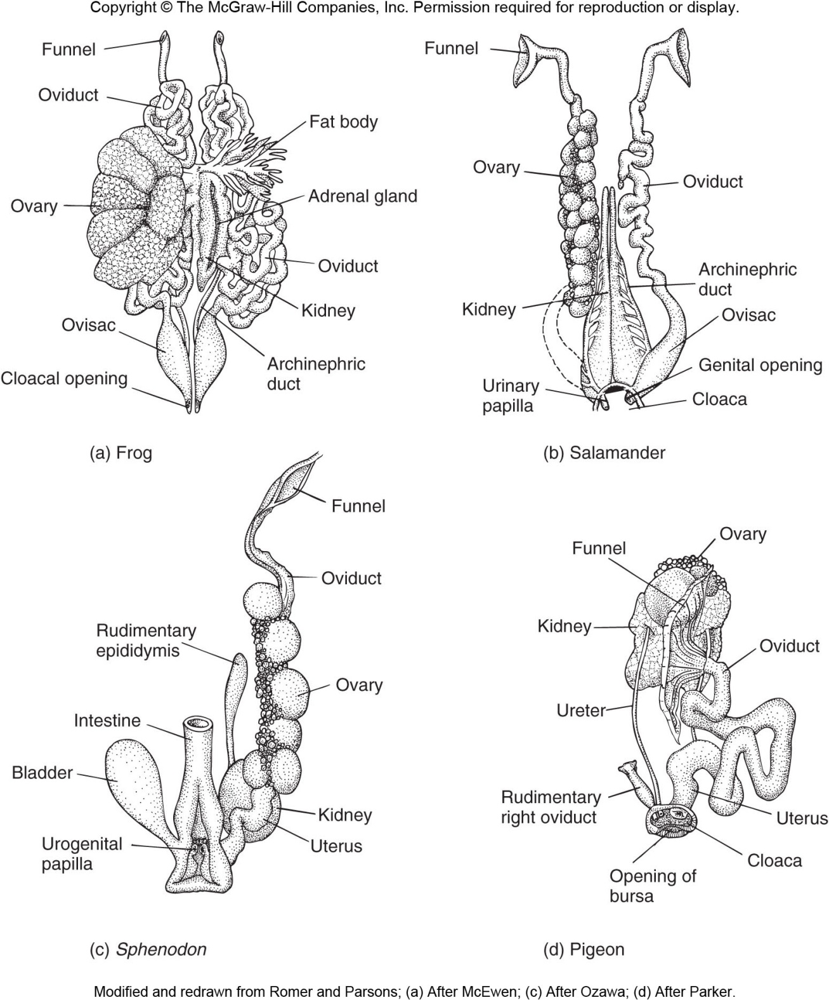 Copyright © The McGraw-Hill Companies, Inc. Permission required for reproduction or display.
Funnel
Oviduct
Fat body
Ovary
Adrenal gland
Oviduct
Kidney
Ovisac
Archinephric
duct
Cloacal opening
(a) Frog
Funnel
Ovary
Oviduct
Archinephric
duct
Kidney
Ovisac
Genital opening
Urinary
papilla
Cloaca
(b) Salamander
Funnel
Oviduct
Rudimentary
epididymis
Ovary
Intestine
Bladder
Kidney
Urogenital
papilla
Uterus
(c) Sphenodon
Ovary
Funnel
Kidney
Oviduct
Ureter
Rudimentary
right oviduct
Uterus
Cloaca
Opening of
bursa
(d) Pigeon
Modified and redrawn from Romer and Parsons; (a) After McEwen; (c) After Ozawa; (d) After Parker.